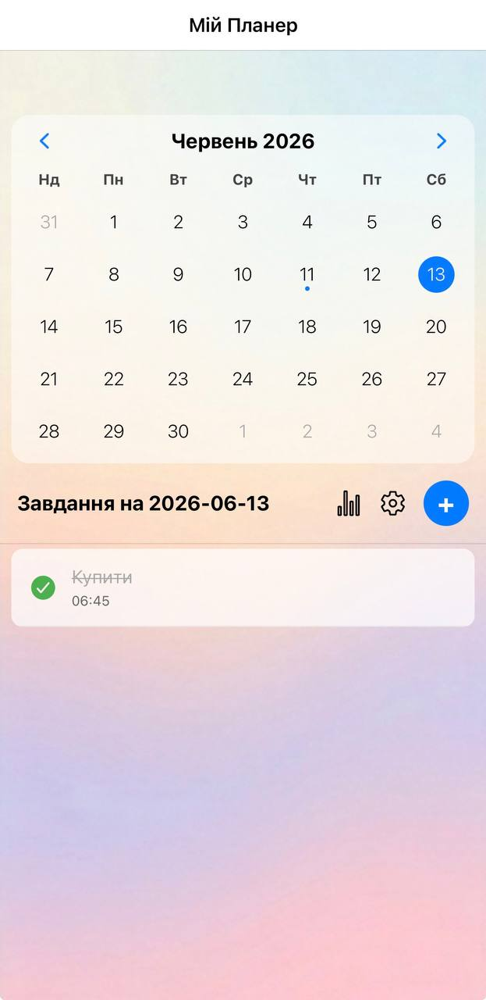 Мій Планер
Червень 2026
Нд Пн Вт Ср Чт Пт Сб
31 1 2 3 4 5 6
7 8 9 10 11 12 13
14 15 16 17 18 19 20
21 22 23 24 25 26 27
28 29 30 1 2 3 4
Завдання на 2026-06-13
+
Купити
06:45